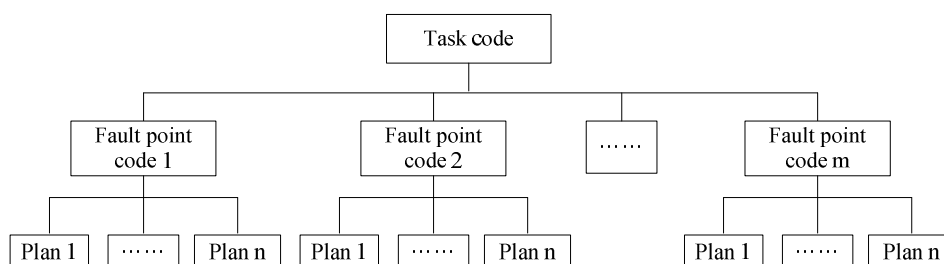 Task code
Fault point
code 1
Fault point
code 2
……
Fault point
code m
Plan 1
……
Plan n
Plan 1
……
Plan n
Plan 1
……
Plan n